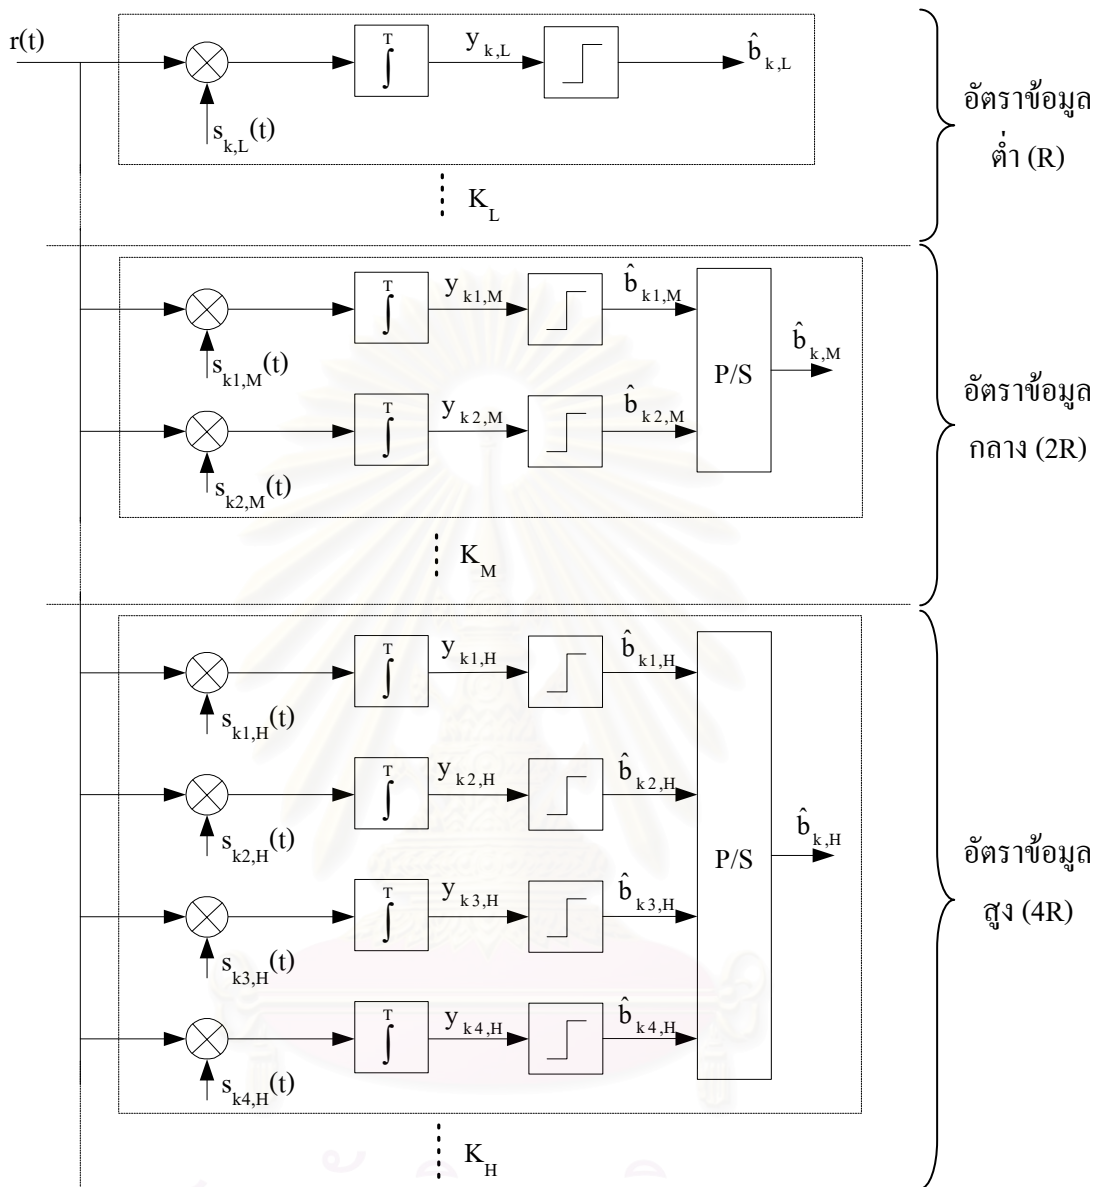 r(t)
T
∫
y k,L
b̂ k,L
s k,L (t)
K L
อัตราข้อมูล
ต่ำ (R)
T
∫
y k1,M
b̂ k1,M
s k1,M (t)
P/S
b̂ k,M
T
∫
y k2,M
b̂ k2,M
s k2,M (t)
K M
อัตราข้อมูล
กลาง (2R)
T
∫
y k1,H
b̂ k1,H
s k1,H (t)
T
∫
y k2,H
b̂ k2,H
s k2,H (t)
P/S
b̂ k,H
T
∫
y k3,H
b̂ k3,H
s k3,H (t)
T
∫
y k4,H
b̂ k4,H
s k4,H (t)
K H
อัตราข้อมูล
สูง (4R)